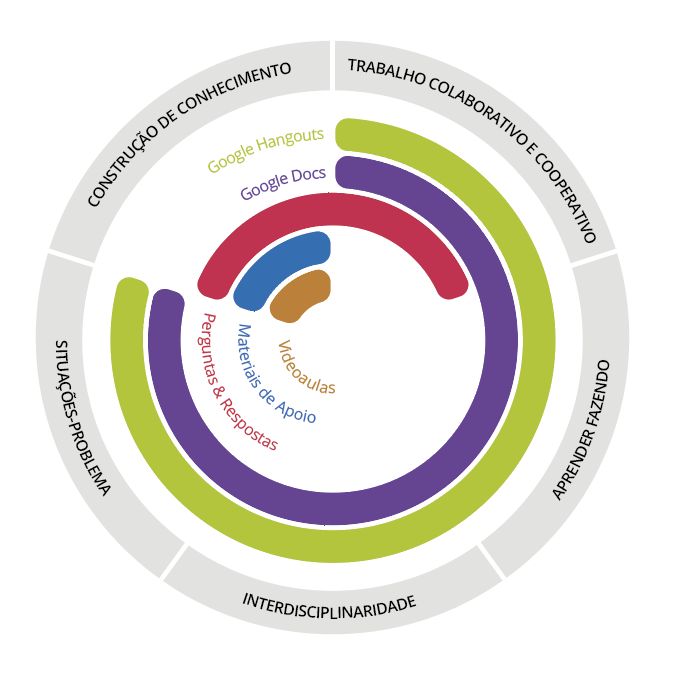 CONSTRUÇÃO DE CONHECIMENTO
TRABALHO COLABORATIVO E COOPERATIVO
Google Hangouts
Google Docs
Perguntas & Respostas
Materiais de Apoio
Videoaulas
SITUAÇÕES-PROBLEMA
APRENDER FAZENDO
INTERDISCIPLINARIDADE